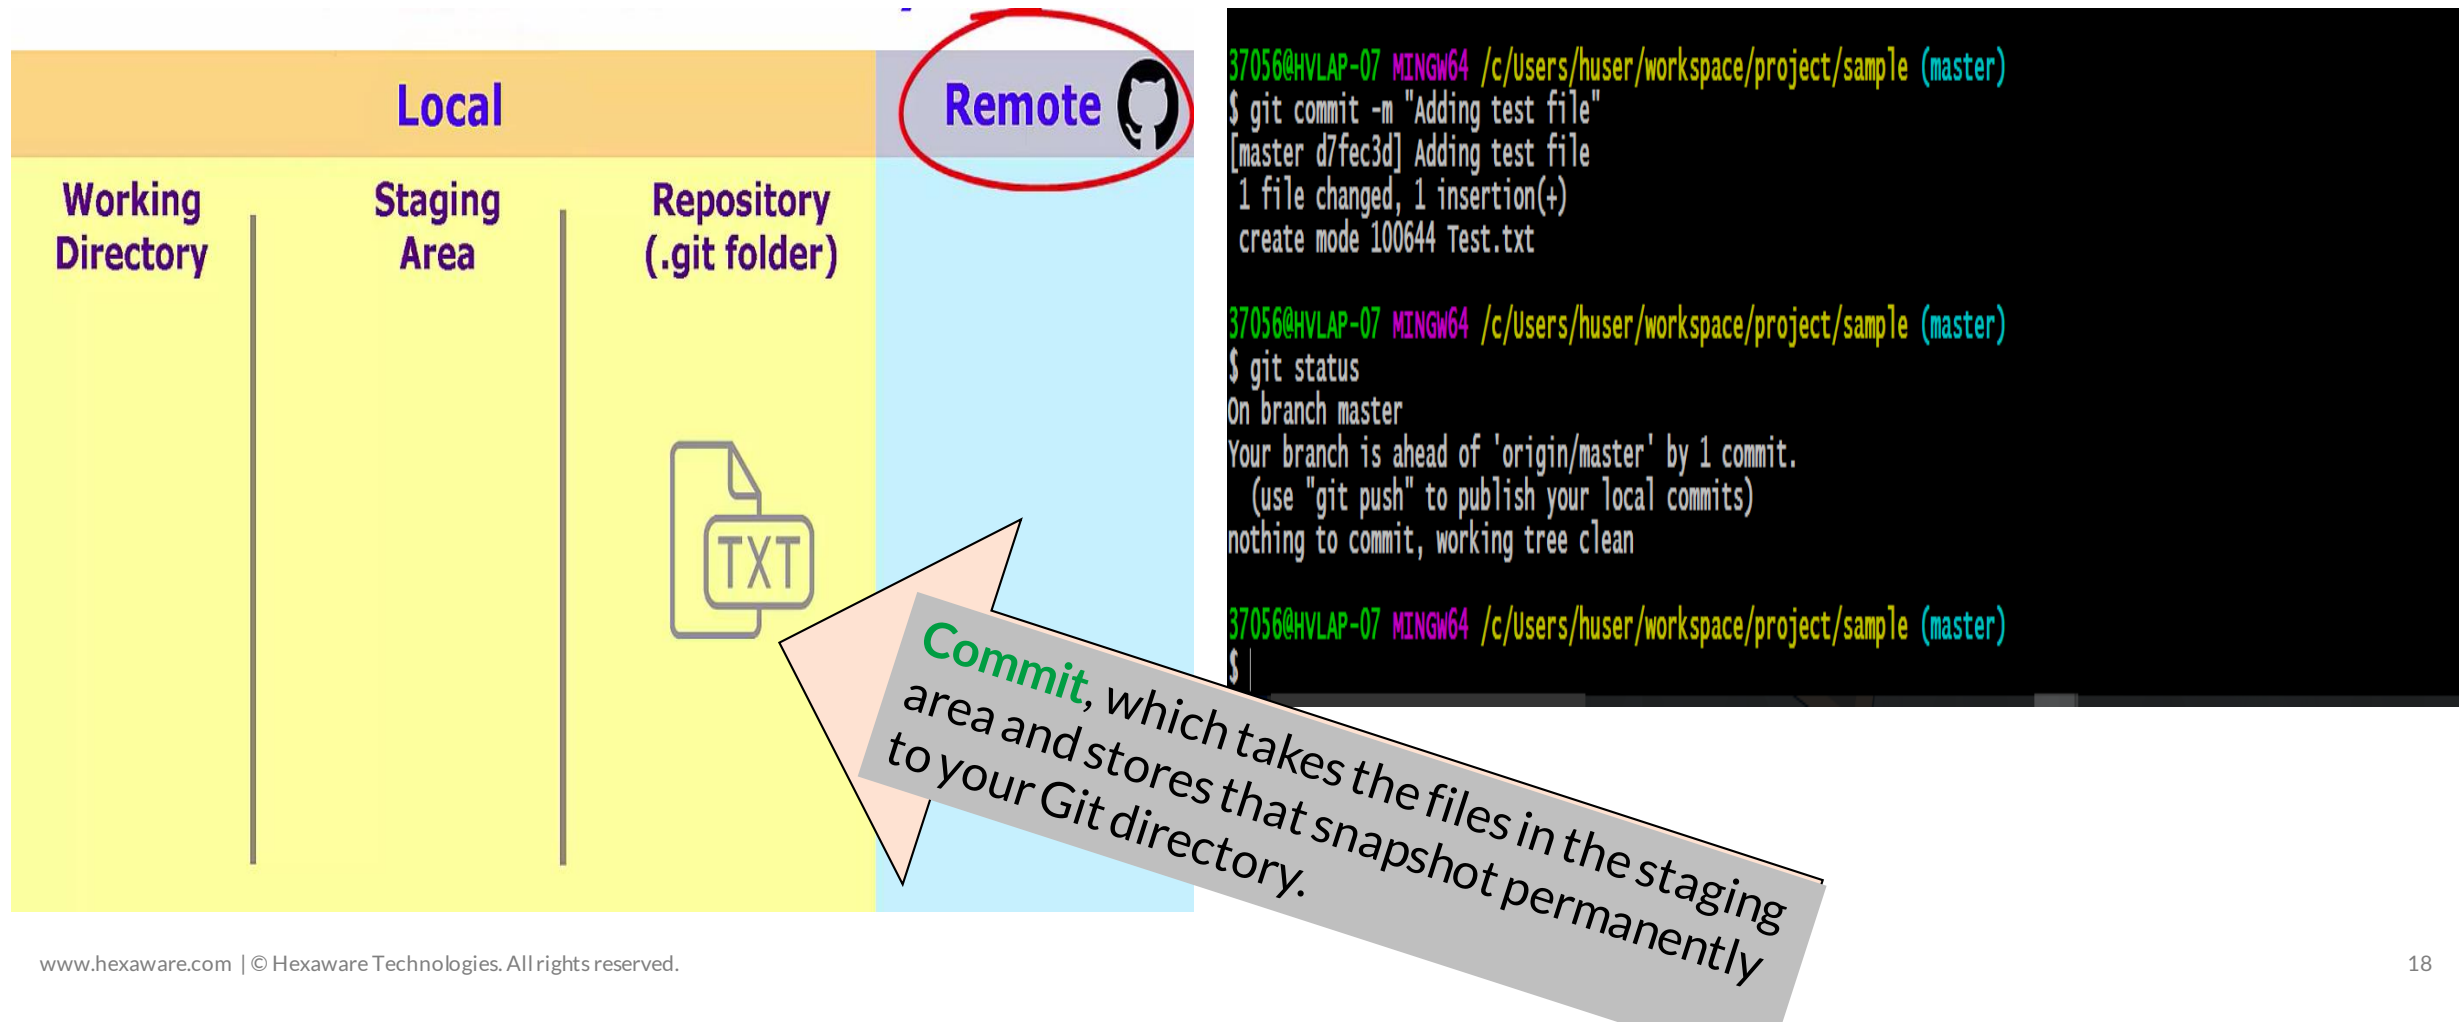 Local
Remote
Working
Directory
Staging
Area
Repository
(.git folder)
TXT
37056@HVLAP-07 MINGW64 /c/Users/huser/workspace/project/sample (master)
$ git commit -m "Adding test file"
[master d7fec3d] Adding test file
1 file changed, 1 insertion(+)
create mode 100644 Test.txt
37056@HVLAP-07 MINGW64 /c/Users/huser/workspace/project/sample (master)
$ git status
On branch master
Your branch is ahead of 'origin/master' by 1 commit.
(use "git push" to publish your local commits)
nothing to commit, working tree clean
37056@HVLAP-07 MINGW64 /c/Users/huser/workspace/project/sample (master)
$
Commit, which takes the files in the staging
area and stores that snapshot permanently
to your Git directory.
www.hexaware.com | © Hexaware Technologies. All rights reserved.
18